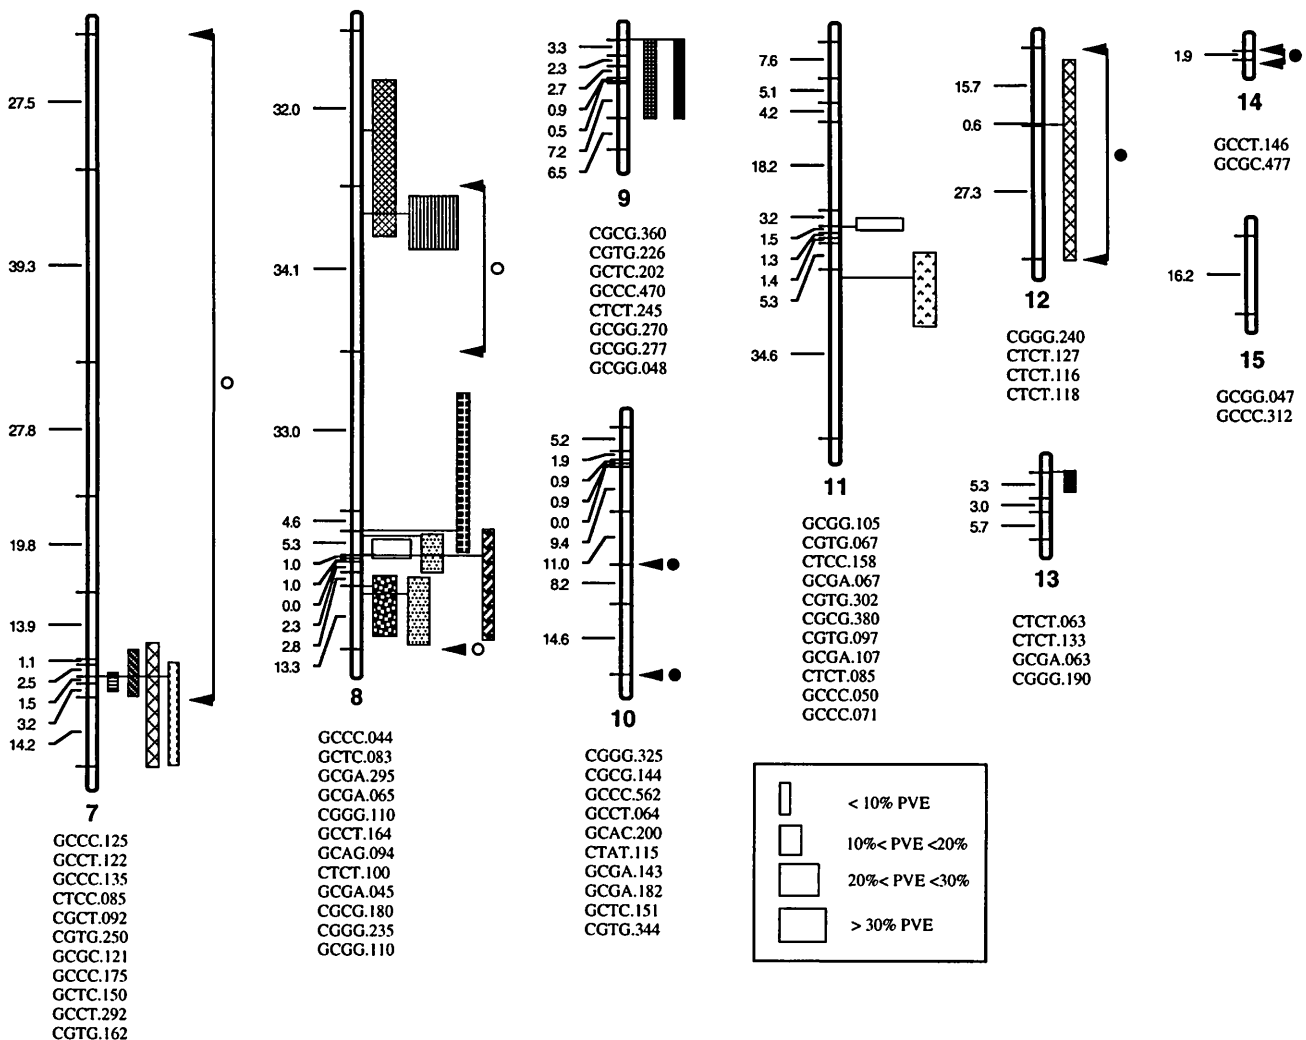 27.5
39.3
27.8
19.8
13.9
1.1
2.5
1.5
3.2
14.2
7
GCCC.125
GCCT.122
GCCC.135
CTCC.085
CGCT.092
CGTG.250
GCGC.121
GCCC.175
GCTC.150
GCCT.292
CGTG.162
32.0
34.1
33.0
4.6
5.3
1.0
1.0
0.0
2.3
2.8
13.3
8
GCCC.044
GCTC.083
GCGA.295
GCGA.065
CGGG.110
GCCT.164
GCAG.094
CTCT.100
GCGA.045
CGCG.180
CGGG.235
GCGG.110
3.3
2.3
2.7
0.9
0.5
7.2
6.5
9
CGCG.360
CGTG.226
GCTC.202
GCCC.470
CTCT.245
GCGG.270
GCGG.277
GCGG.048
5.2
1.9
0.9
0.9
0.0
9.4
11.0
8.2
14.6
10
CGGG.325
CGCG.144
GCCC.562
GCCT.064
GCAC.200
CTAT.115
GCGA.143
GCGA.182
GCTC.151
CGTG.344
7.6
5.1
4.2
18.2
3.2
1.5
1.3
1.4
5.3
34.6
11
GCGG.105
CGTG.067
CTCC.158
GCGA.067
CGTG.302
CGCG.380
CGTG.097
GCGA.107
CTCT.085
GCCC.050
GCCC.071
15.7
0.6
27.3
12
CGGG.240
CTCT.127
CTCT.116
CTCT.118
5.3
3.0
5.7
13
CTCT.063
CTCT.133
GCGA.063
CGGG.190
1.9
14
GCCT.146
GCGC.477
16.2
15
GCGG.047
GCCC.312
< 10% PVE
10%< PVE <20%
20%< PVE <30%
> 30% PVE